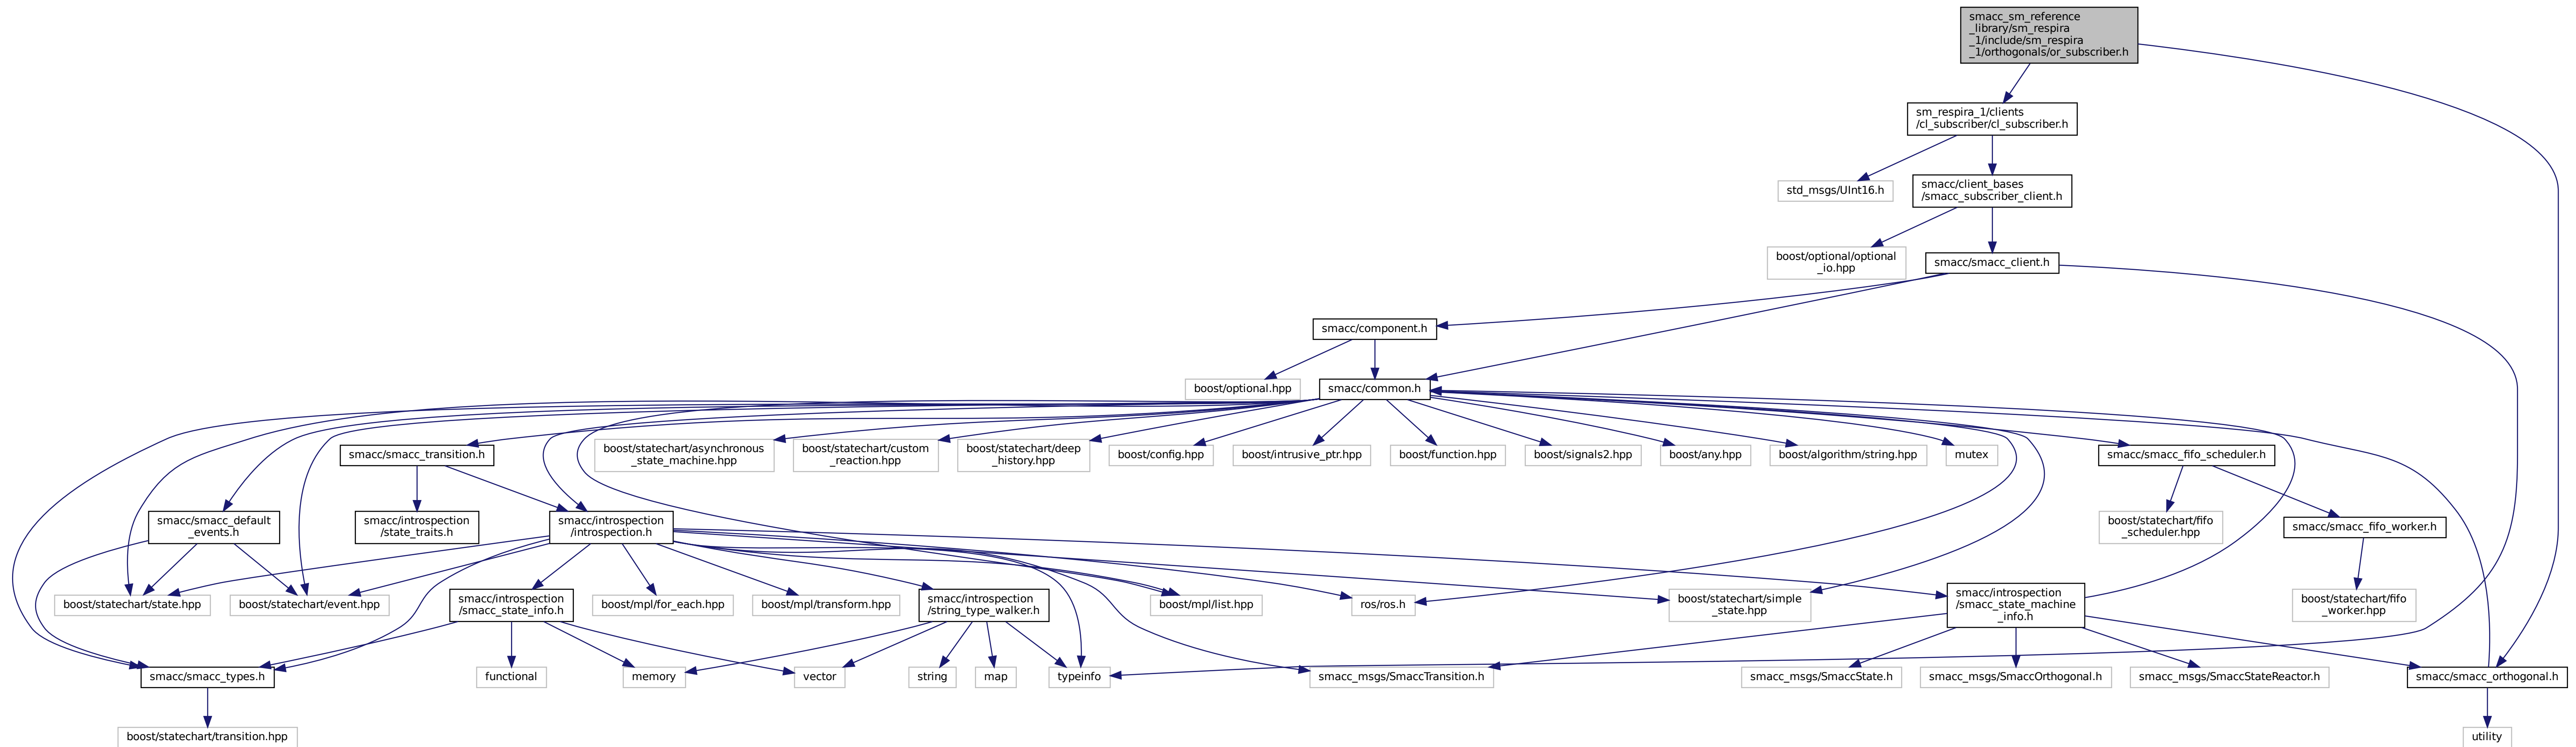 smacc_sm_reference
_library/sm_respira
_1/include/sm_respira
_1/orthogonals/or_subscriber.h
sm_respira_1/clients
/cl_subscriber/cl_subscriber.h
std_msgs/UInt16.h
smacc/client_bases
/smacc_subscriber_client.h
boost/optional/optional
_io.hpp
smacc/smacc_client.h
smacc/component.h
boost/optional.hpp
smacc/common.h
smacc/smacc_transition.h
boost/statechart/asynchronous
_state_machine.hpp
boost/statechart/custom
_reaction.hpp
boost/statechart/deep
_history.hpp
boost/config.hpp
boost/intrusive_ptr.hpp
boost/function.hpp
boost/signals2.hpp
boost/any.hpp
boost/algorithm/string.hpp
mutex
smacc/smacc_fifo_scheduler.h
smacc/smacc_default
_events.h
smacc/introspection
/state_traits.h
smacc/introspection
/introspection.h
boost/statechart/fifo
_scheduler.hpp
smacc/smacc_fifo_worker.h
boost/statechart/state.hpp
boost/statechart/event.hpp
smacc/introspection
/smacc_state_info.h
boost/mpl/for_each.hpp
boost/mpl/transform.hpp
smacc/introspection
/string_type_walker.h
boost/mpl/list.hpp
ros/ros.h
boost/statechart/simple
_state.hpp
smacc/introspection
/smacc_state_machine
_info.h
boost/statechart/fifo
_worker.hpp
smacc/smacc_types.h
functional
memory
vector
string
map
typeinfo
smacc_msgs/SmaccTransition.h
smacc_msgs/SmaccState.h
smacc_msgs/SmaccOrthogonal.h
smacc_msgs/SmaccStateReactor.h
smacc/smacc_orthogonal.h
boost/statechart/transition.hpp
utility